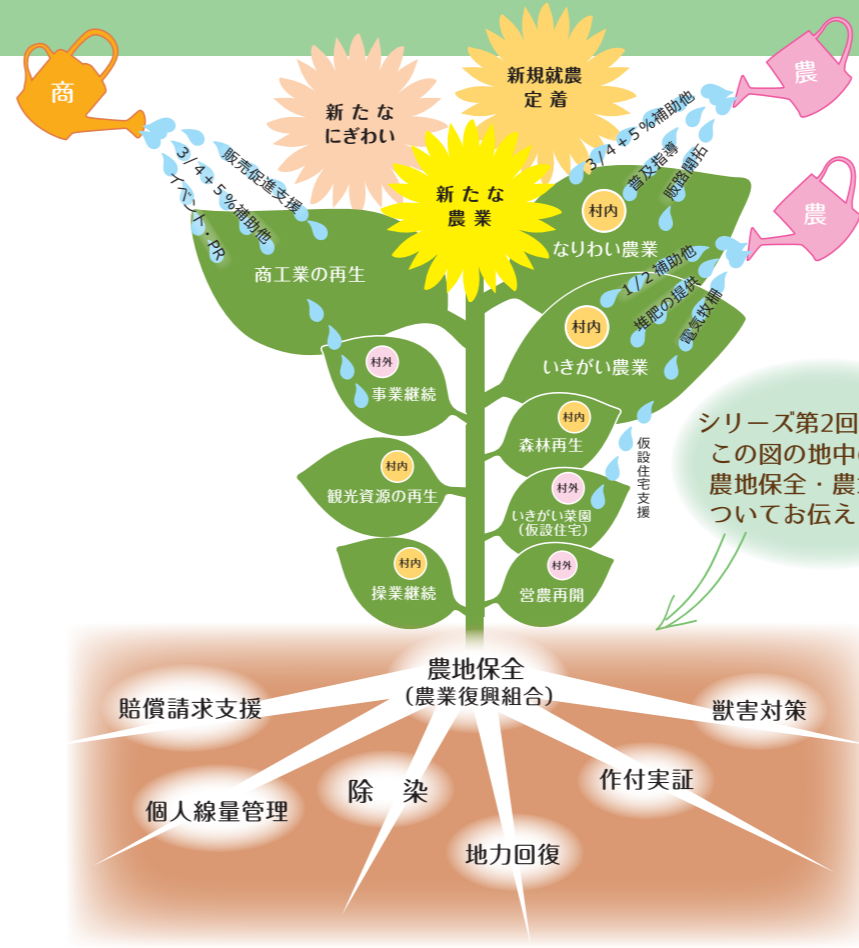 商
農
新たな
にぎわい
新規就農
定着
新たな
農業
3/4+5%補助他
普及指導
販路開拓
販売促進支援
3/4+5%補助他
イベント・PR
農
村内
なりわい農業
商工業の再生
1/2補助他
堆肥の提供
電気牧柵
村内
いきがい農業
村外
事業継続
村内
森林再生
仮設住宅支援
村内
観光資源の再生
村外
いきがい菜園
(仮設住宅)
村内
操業継続
村外
営農再開
シリーズ第2回
この図の地中
農地保全・農
ついてお伝え
農地保全
(農業復興組合)
賠償請求支援
獣害対策
個人線量管理
除 染
作付実証
地力回復